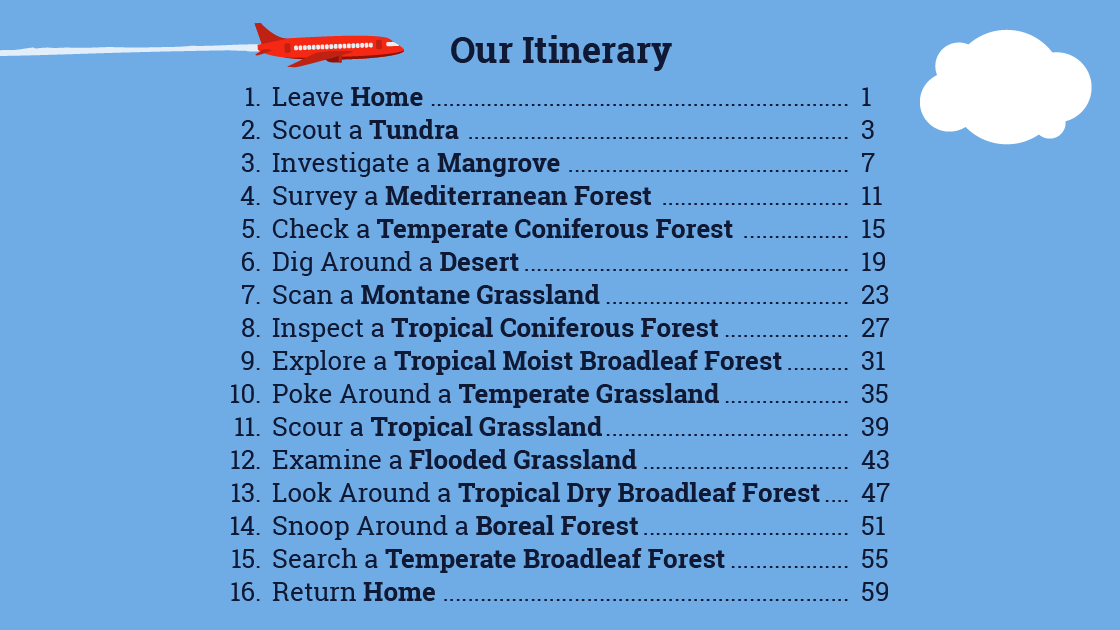 Our Itinerary
1. Leave Home ........................................................................ 1
2. Scout a Tundra ................................................................. 3
3. Investigate a Mangrove ................................................ 7
4. Survey a Mediterranean Forest ................................ 11
5. Check a Temperate Coniferous Forest .................. 15
6. Dig Around a Desert ....................................................... 19
7. Scan a Montane Grassland ......................................... 23
8. Inspect a Tropical Coniferous Forest ..................... 27
9. Explore a Tropical Moist Broadleaf Forest .......... 31
10. Poke Around a Temperate Grassland ..................... 35
11. Scour a Tropical Grassland ......................................... 39
12. Examine a Flooded Grassland ................................... 43
13. Look Around a Tropical Dry Broadleaf Forest .... 47
14. Snoop Around a Boreal Forest ................................... 51
15. Search a Temperate Broadleaf Forest .................... 55
16. Return Home ..................................................................... 59